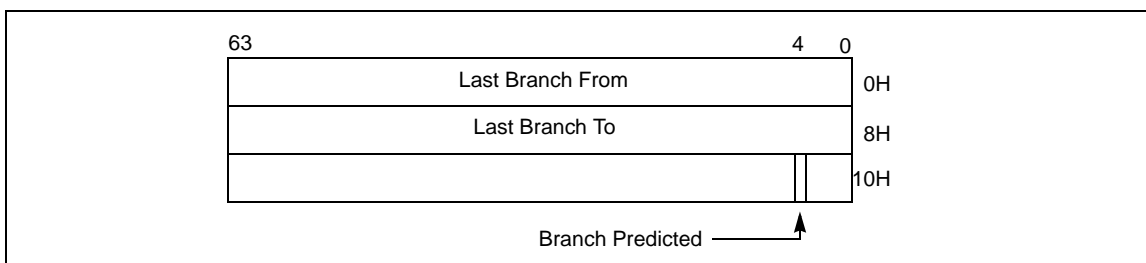 63 4 0
Last Branch From 0H
Last Branch To 8H
10H
Branch Predicted